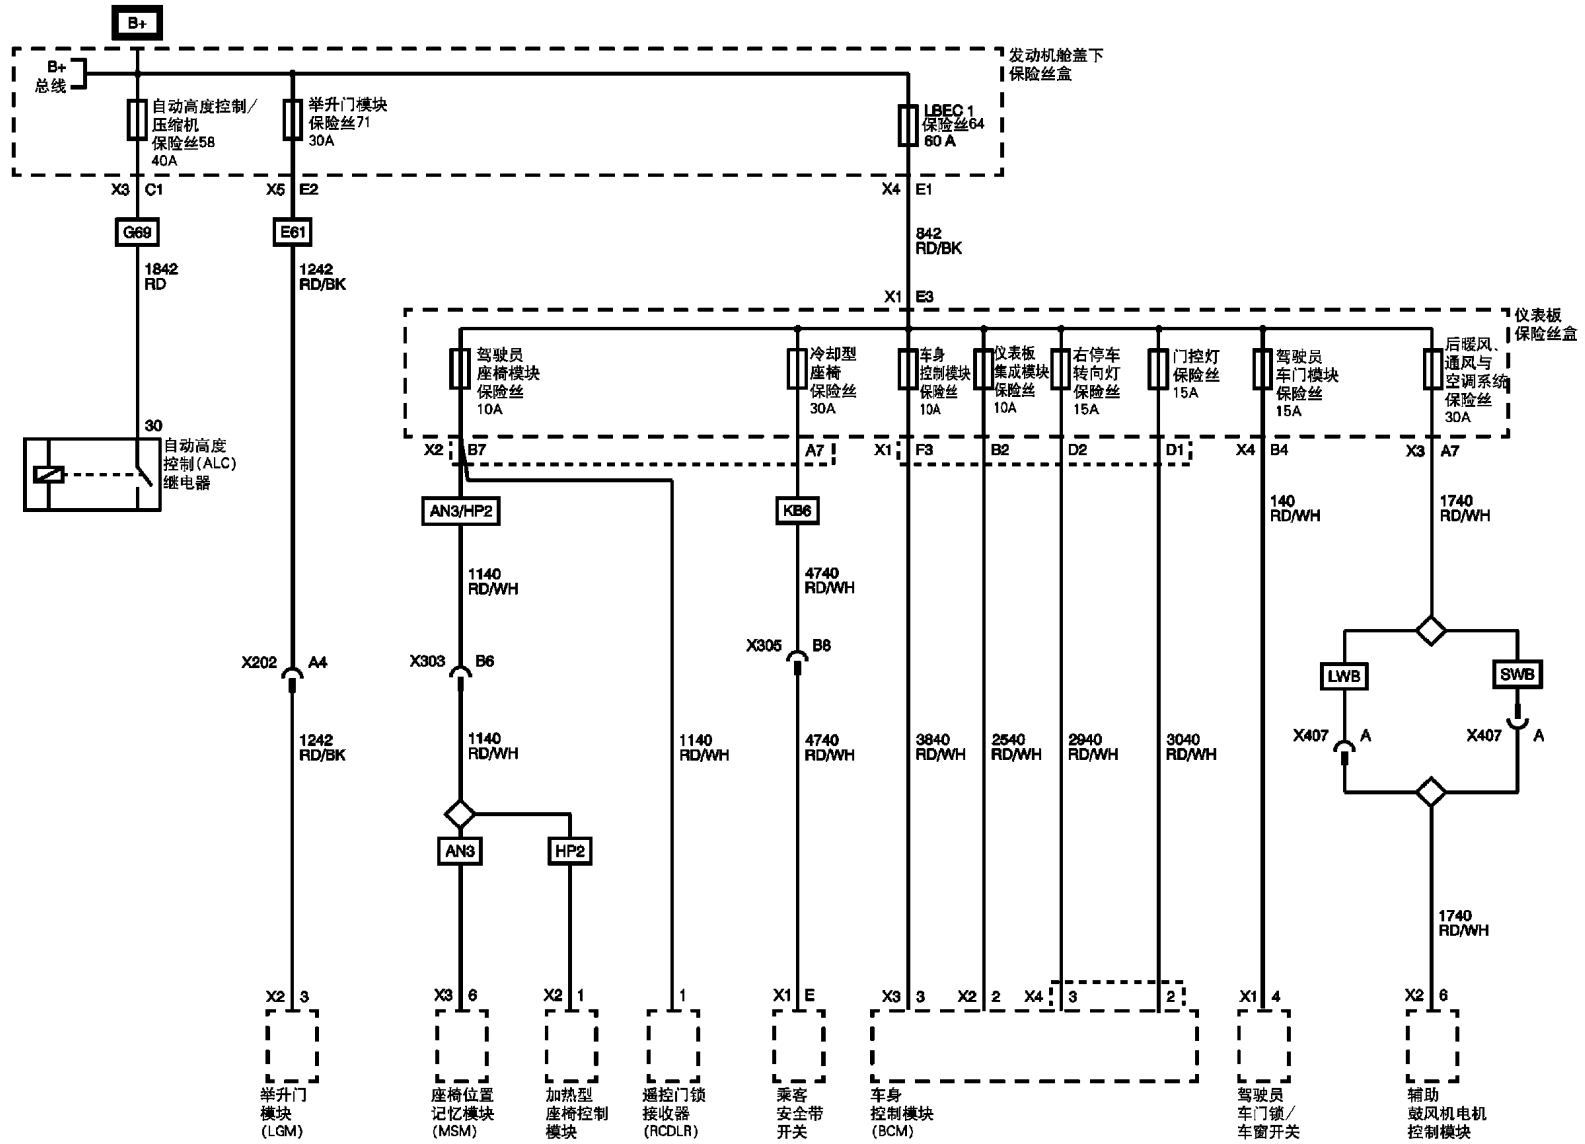 B+
B+
总线
发动机舱盖下
保险丝盒
自动高度控制/
压缩机
保险丝58
40A
举升门模块
保险丝71
30A
LBEC 1
保险丝64
60 A
X3 C1
X5 E2
X4 E1
G69
E61
1842
RD
1242
RD/BK
842
RD/BK
X1 E3
仪表板
保险丝盒
驾驶员
座椅模块
保险丝
10A
冷却型
座椅
保险丝
30A
车身
控制模块
保险丝
10A
仪表板
集成模块
保险丝
10A
右停车
转向灯
保险丝
15A
门控灯
保险丝
15A
驾驶员
车门模块
保险丝
15A
后暖风、
通风与
空调系统
保险丝
30A
30
自动高度
控制(ALC)
继电器
X2 B7
A7
X1 F3
B2
D2
D1
X4 B4
X3 A7
AN3/HP2
KB6
140
RD/WH
1740
RD/WH
1140
RD/WH
4740
RD/WH
X202 A4
X303 B6
X305 B8
LWB
SWB
X407 A
X407 A
1242
RD/BK
1140
RD/WH
1140
RD/WH
4740
RD/WH
3840
RD/WH
2540
RD/WH
2940
RD/WH
3040
RD/WH
AN3
HP2
1740
RD/WH
X2 3
X3 6
X2 1
1
X1 E
X3 3
X2 2
X4 3
2
X1 4
X2 6
举升门
模块
(LGM)
座椅位置
记忆模块
(MSM)
加热型
座椅控制
模块
遥控门锁
接收器
(RCDLR)
乘客
安全带
开关
车身
控制模块
(BCM)
驾驶员
车门锁/
车窗开关
辅助
鼓风机电机
控制模块